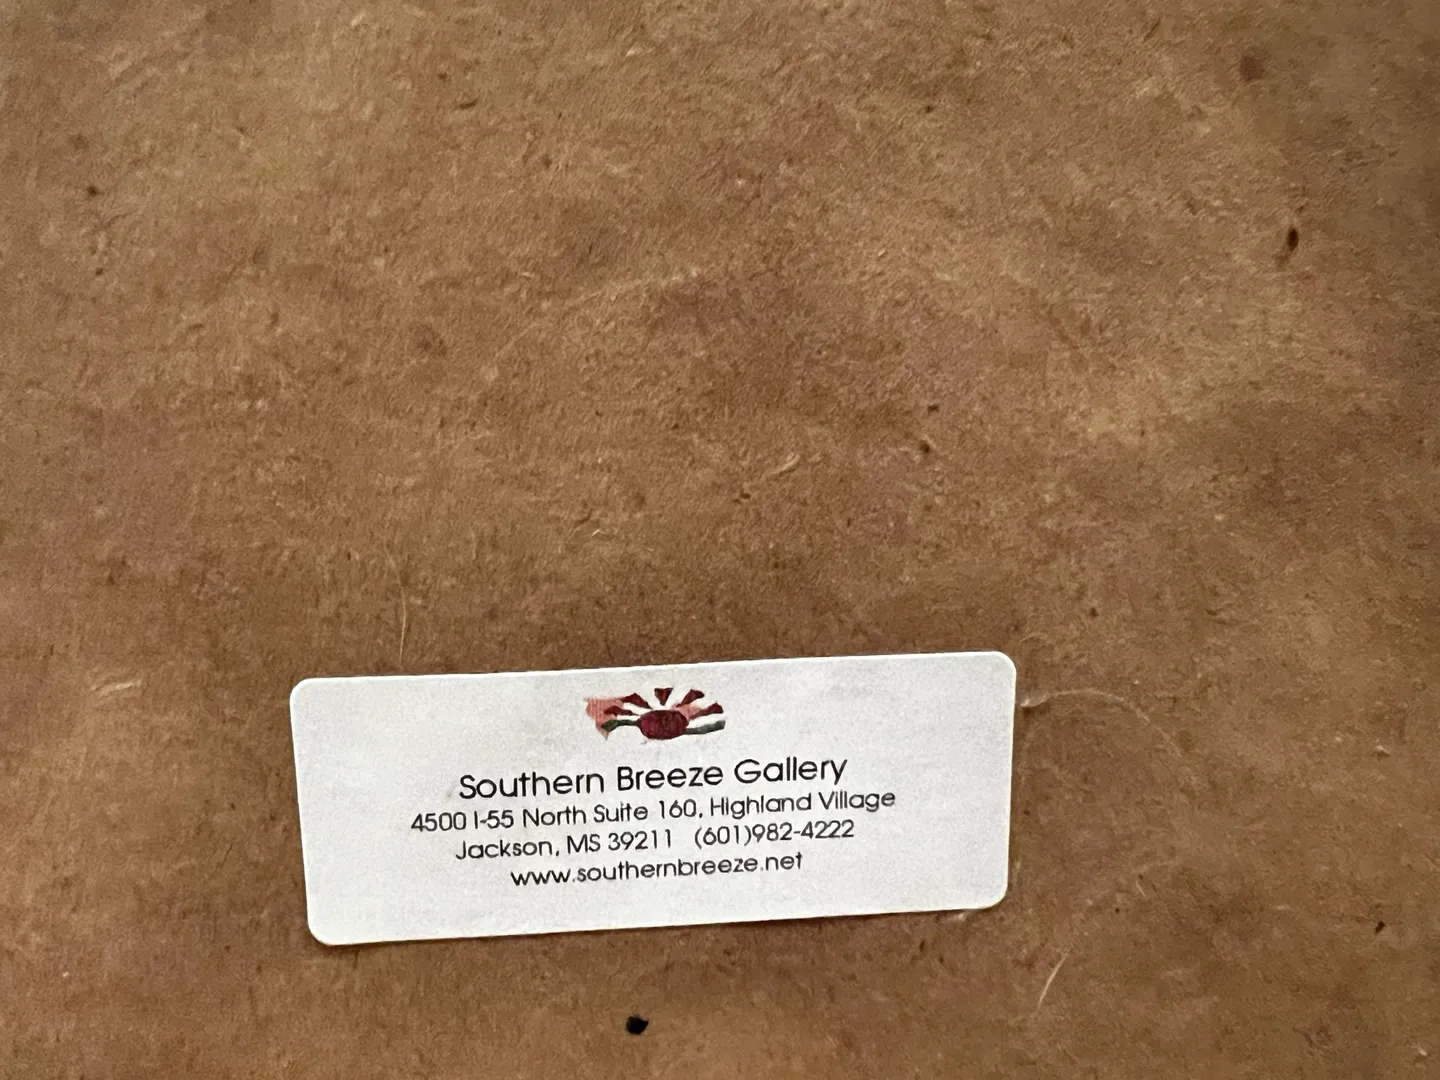 Southern Breeze Gallery
4500 I-55 North Suite 160, Highland Village
Jackson, MS 39211 (601)982-4222
www.southernbreeze.net